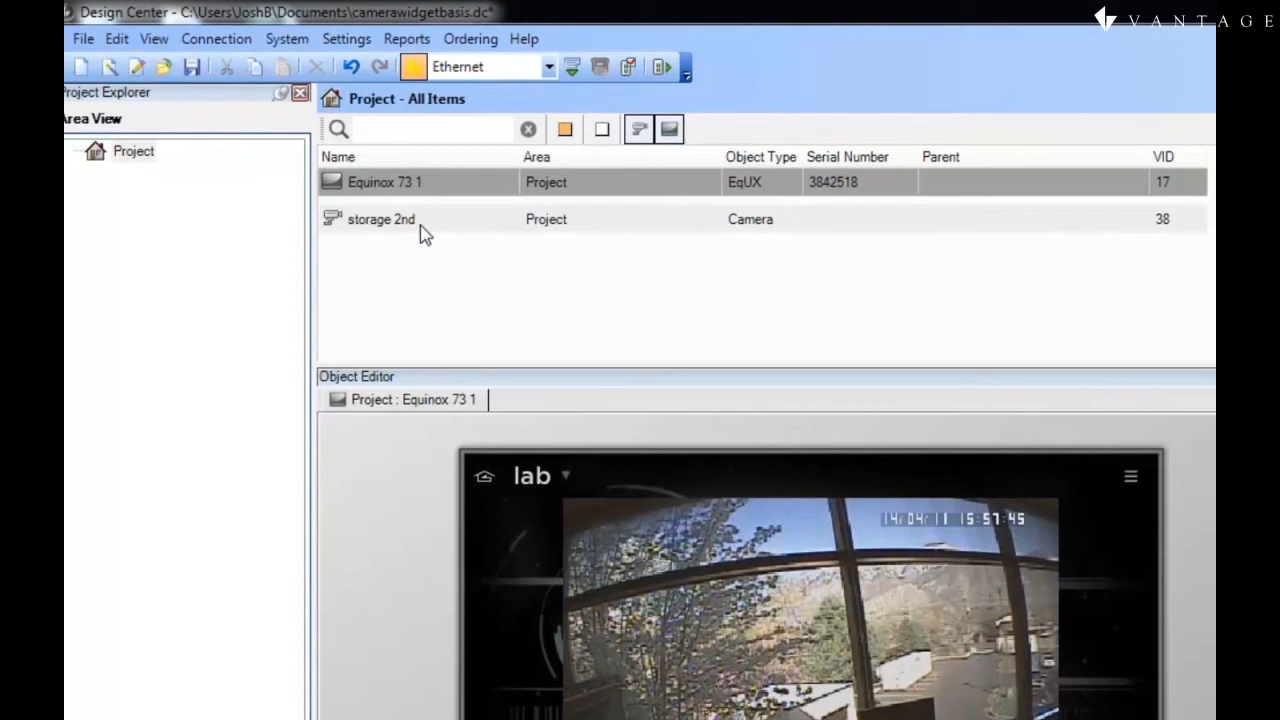 Design Center - C:\Users\JoshB\Documents\camerawidgetbasis.dc*
VANTAGE
File Edit View Connection System Settings Reports Ordering Help
Ethernet
roject Explorer
Project - All Items
rea View
Project
Name Area Object Type Serial Number Parent VID
Equinox 73 1 Project EqUX 3842518 17
storage 2nd Project Camera 38
Object Editor
Project : Equinox 73 1
lab
14/04/11 15:57:45